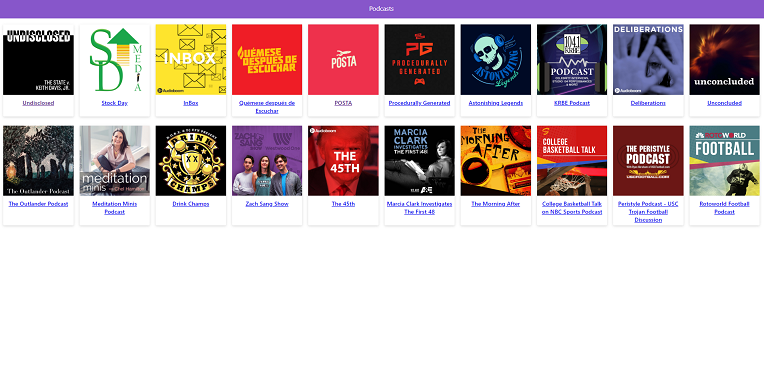 Podcasts
UNDISCLOSED
THE STATE v.
KEITH DAVIS, JR.
Undisclosed
S
D
MEDIA
Stock Day
INBOX
Audioboom
InBox
QUÉMESE
DESPUÉS DE
ESCUCHAR
Quémese después de
Escuchar
POSTA
POSTA
PG
PROCEDURALLY
GENERATED
Procedurally Generated
ASTONISHING
Legends
Astonishing Legends
104.1
KRBE
PODCAST
KRBE Podcast
DELIBERATIONS
Audioboom
Deliberations
unconcluded
Unconcluded
The Outlander Podcast
The Outlander Podcast
meditation
minis
Meditation Minis
Podcast
DRINK
CHAMPS
Drink Champs
ZACH
SANG
Zach Sang Show
Audioboom
THE
45TH
The 45th
MARCIA
CLARK
INVESTIGATES
THE FIRST 48
A&E
Marcia Clark Investigates
The First 48
The MORNING
AFTER
The Morning After
COLLEGE
BASKETBALL
TALK
College Basketball Talk
on NBC Sports Podcast
THE PERISTYLE
PODCAST
USCFOOTBALL.COM
Peristyle Podcast - USC
Trojan Football
Discussion
ROTOWORLD
FOOTBALL
Rotoworld Football
Podcast